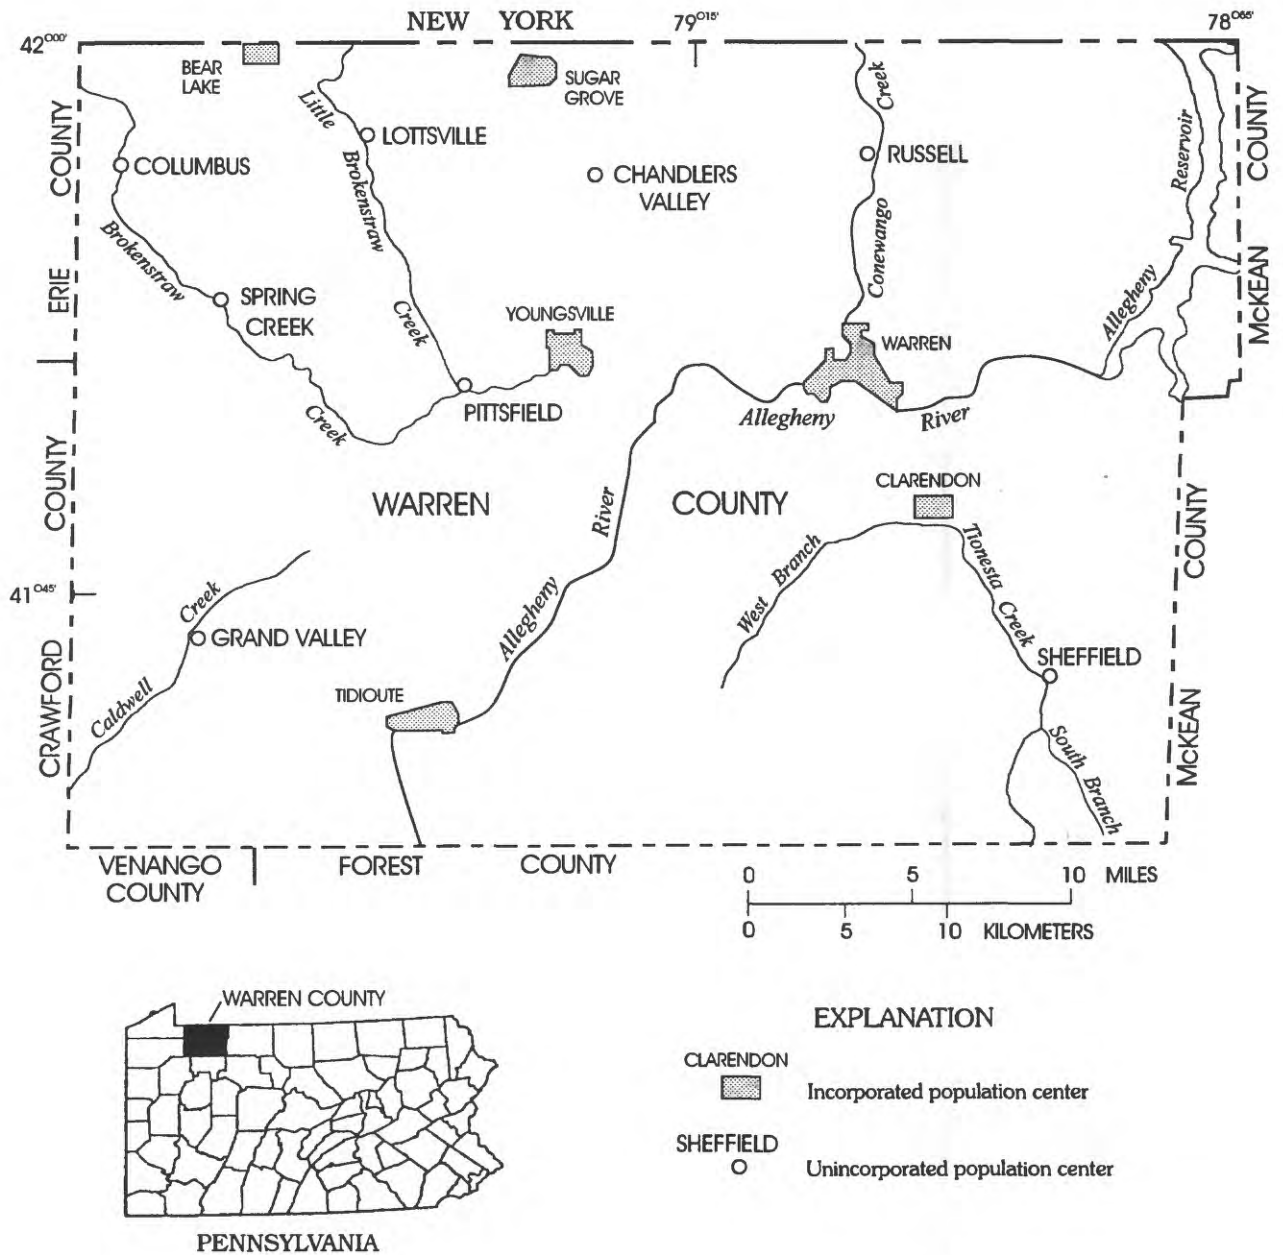 NEW YORK
79°15'
78°55'
42°00'
BEAR
LAKE
SUGAR
GROVE
Little
Brokenstraw
Creek
LOTTSVILLE
COLUMBUS
CHANDLERS
VALLEY
Creek
RUSSELL
Conewango
Reservoir
Allegheny
COUNTY
ERIE
COUNTY
McKEAN
Brokenstraw
SPRING
CREEK
Creek
YOUNGSVILLE
PITTSFIELD
WARREN
Allegheny
River
WARREN COUNTY
CLARENDON
River
Allegheny
West Branch
Tionesta
Creek
SHEFFIELD
South Branch
COUNTY
CRAWFORD
COUNTY
McKEAN
41°45'
Creek
GRAND VALLEY
Caldwell
TIDIOUTE
VENANGO
COUNTY
FOREST COUNTY
0 5 10 MILES
0 5 10 KILOMETERS
WARREN COUNTY
PENNSYLVANIA
EXPLANATION
CLARENDON
Incorporated population center
SHEFFIELD
Unincorporated population center